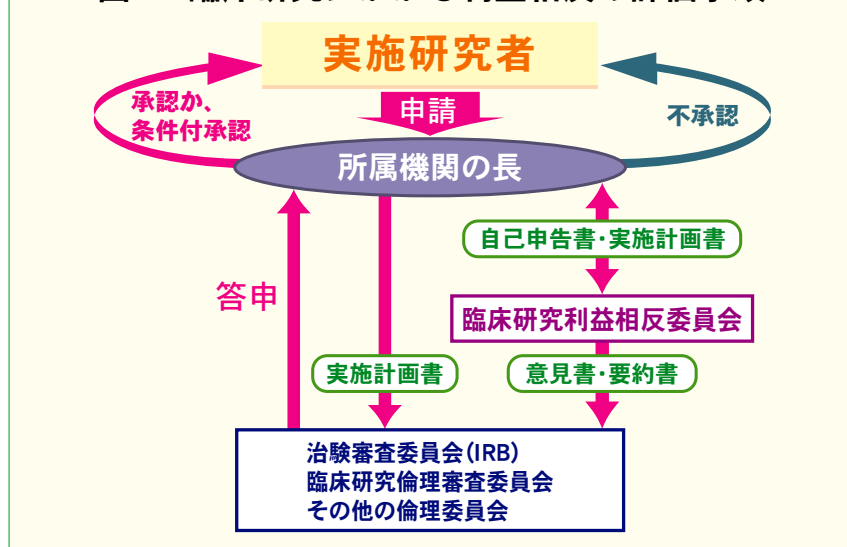 実施研究者
承認か、
条件付承認
申請
不承認
所属機関の長
自己申告書・実施計画書
答申
臨床研究利益相反委員会
実施計画書
意見書・要約書
治験審査委員会(IRB)
臨床研究倫理審査委員会
その他の倫理委員会